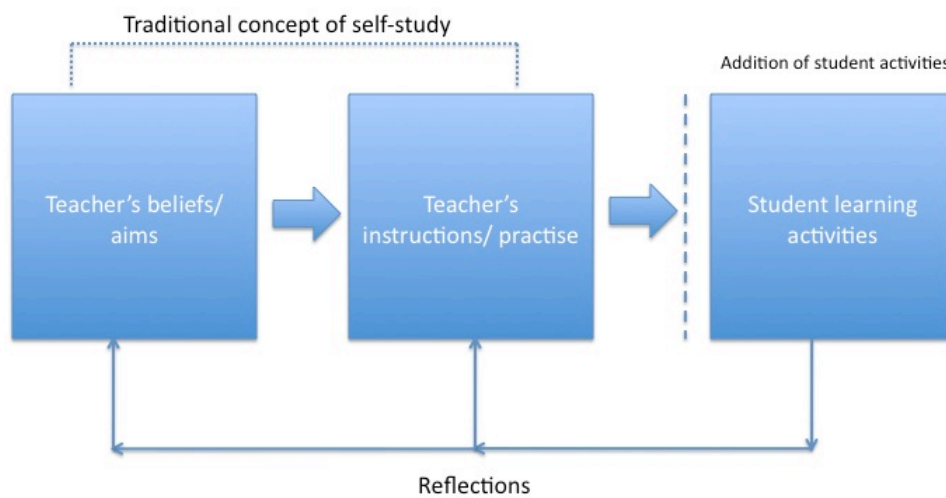 Traditional concept of self-study
Addition of student activities
Teacher's beliefs/
aims
Teacher's
instructions/ practise
Student learning
activities
Reflections